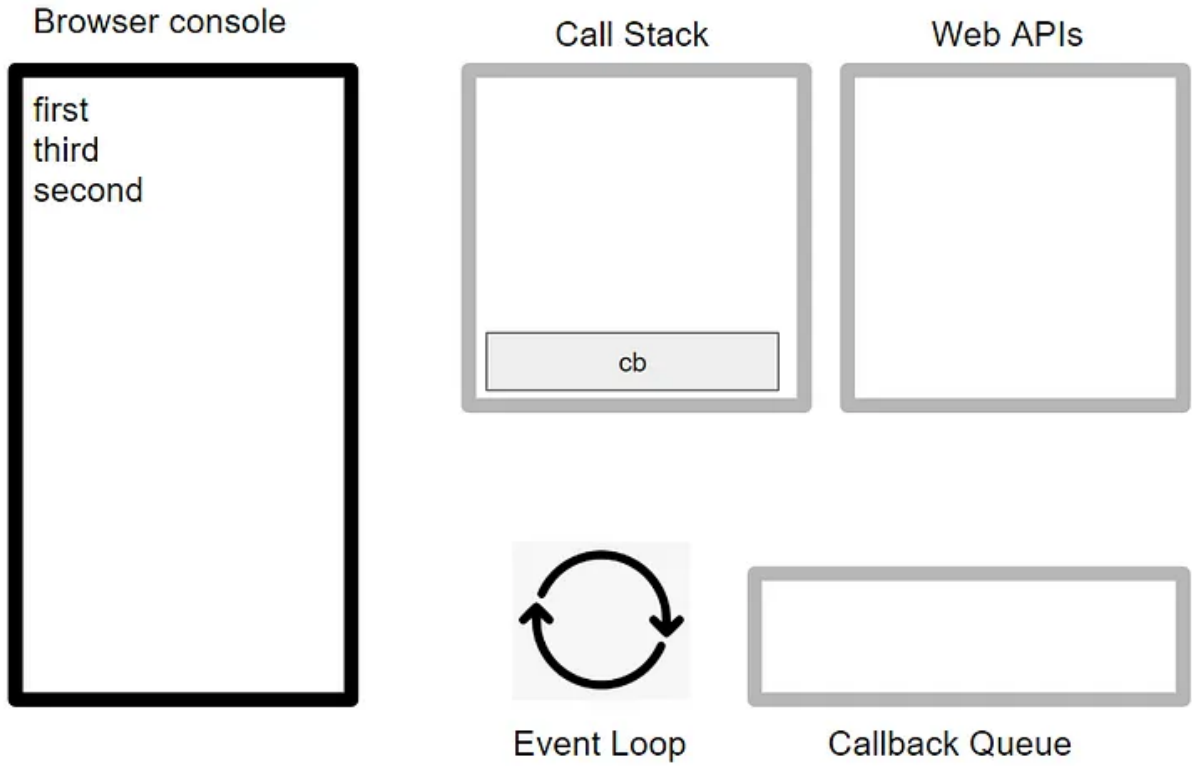 Browser console
first
third
second
Call Stack
cb
Web APIs
Event Loop
Callback Queue